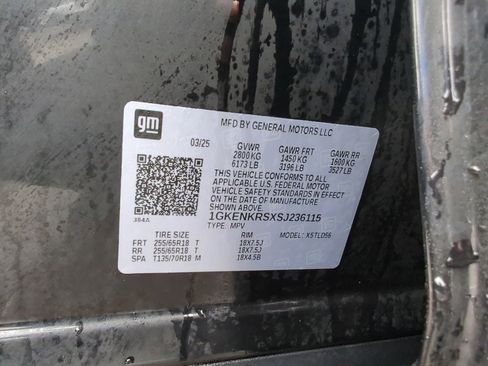 gm
MFD BY GENERAL MOTORS LLC
03/25 GVWR GAWR FRT GAWR RR
2800 KG 1450 KG 1600 KG
6173 LB 3196 LB 3527 LB
THIS VEHICLE CONFORMS TO ALL
APPLICABLE U.S. FEDERAL MOTOR
VEHICLE SAFETY STANDARDS IN EFFECT
ON THE DATE OF MANUFACTURE SHOWN ABOVE.
1GKENKRSXSJ236115
TYPE: MPV MODEL: X5TLD56
J64A
TIRE SIZE RIM
FRT 255/65R18 T 18X7.5J
RR 255/65R18 T 18X7.5J
SPA T135/70R18 M 18X4.5B